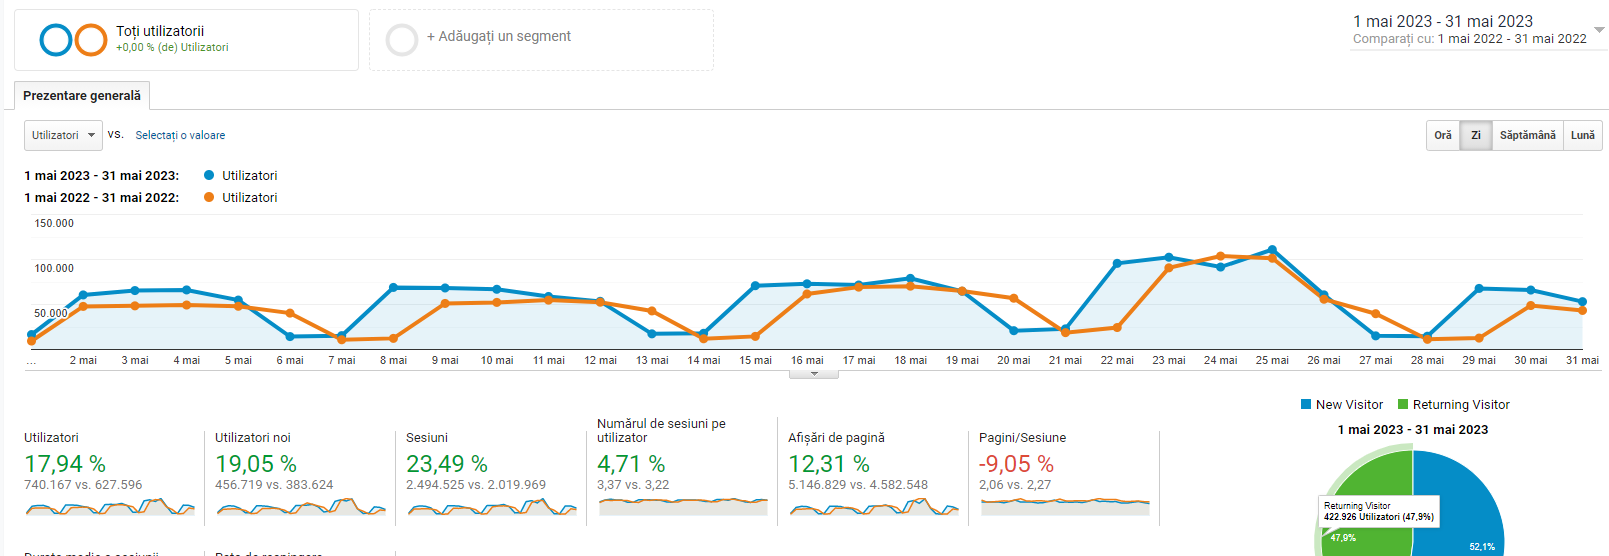 Toți utilizatorii
+0,00 % (de) Utilizatori
+ Adăugați un segment
1 mai 2023 - 31 mai 2023
Comparați cu: 1 mai 2022 - 31 mai 2022
Prezentare generală
Utilizatori vs. Selectați o valoare
Oră Zi Săptămână Lună
1 mai 2023 - 31 mai 2023: Utilizatori
1 mai 2022 - 31 mai 2022: Utilizatori
150.000
100.000
50.000
... 2 mai 3 mai 4 mai 5 mai 6 mai 7 mai 8 mai 9 mai 10 mai 11 mai 12 mai 13 mai 14 mai 15 mai 16 mai 17 mai 18 mai 19 mai 20 mai 21 mai 22 mai 23 mai 24 mai 25 mai 26 mai 27 mai 28 mai 29 mai 30 mai 31 mai
Utilizatori
17,94 %
740.167 vs. 627.596
Utilizatori noi
19,05 %
456.719 vs. 383.624
Sesiuni
23,49 %
2.494.525 vs. 2.019.969
Numărul de sesiuni pe
utilizator
4,71 %
3,37 vs. 3,22
Afișări de pagină
12,31 %
5.146.829 vs. 4.582.548
Pagini/Sesiune
-9,05 %
2,06 vs. 2,27
New Visitor Returning Visitor
1 mai 2023 - 31 mai 2023
Returning Visitor
422.926 Utilizatori (47,9%)
47,9%
52,1%